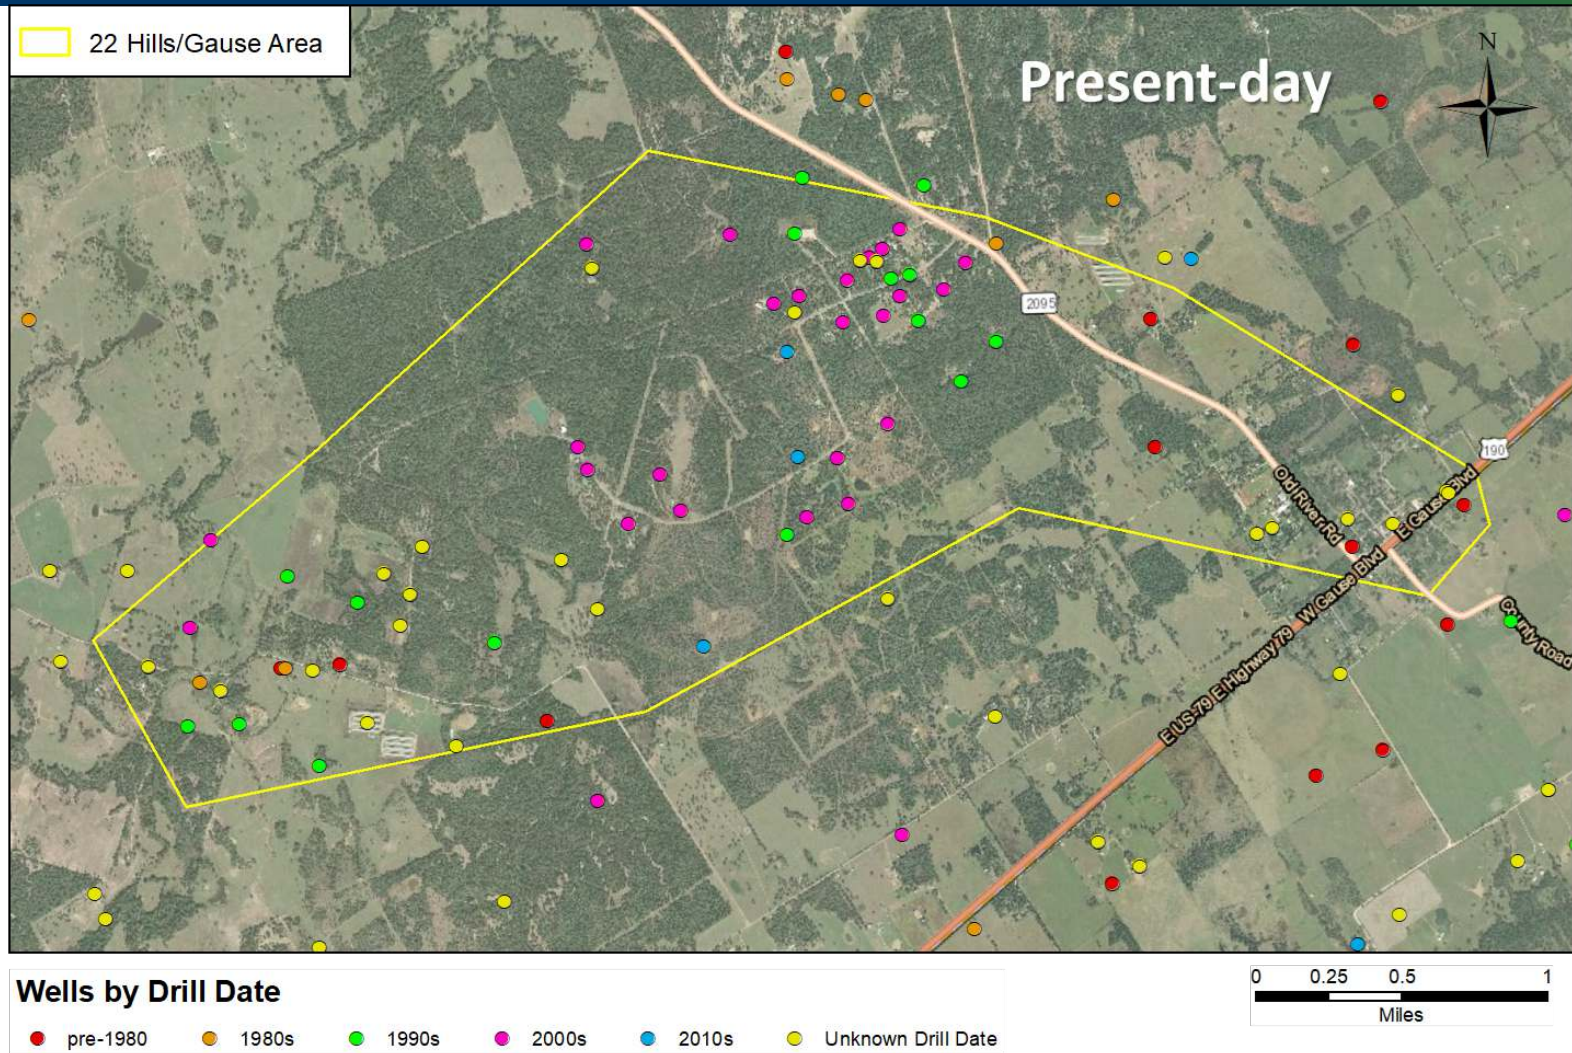 22 Hills/Gause Area
Present-day
N
2095
190
Old River Rd
E Gause Blvd
W Gause Blvd
E US-79 E Highway 79
County Road
Wells by Drill Date
pre-1980
1980s
1990s
2000s
2010s
Unknown Drill Date
0 0.25 0.5 1
Miles